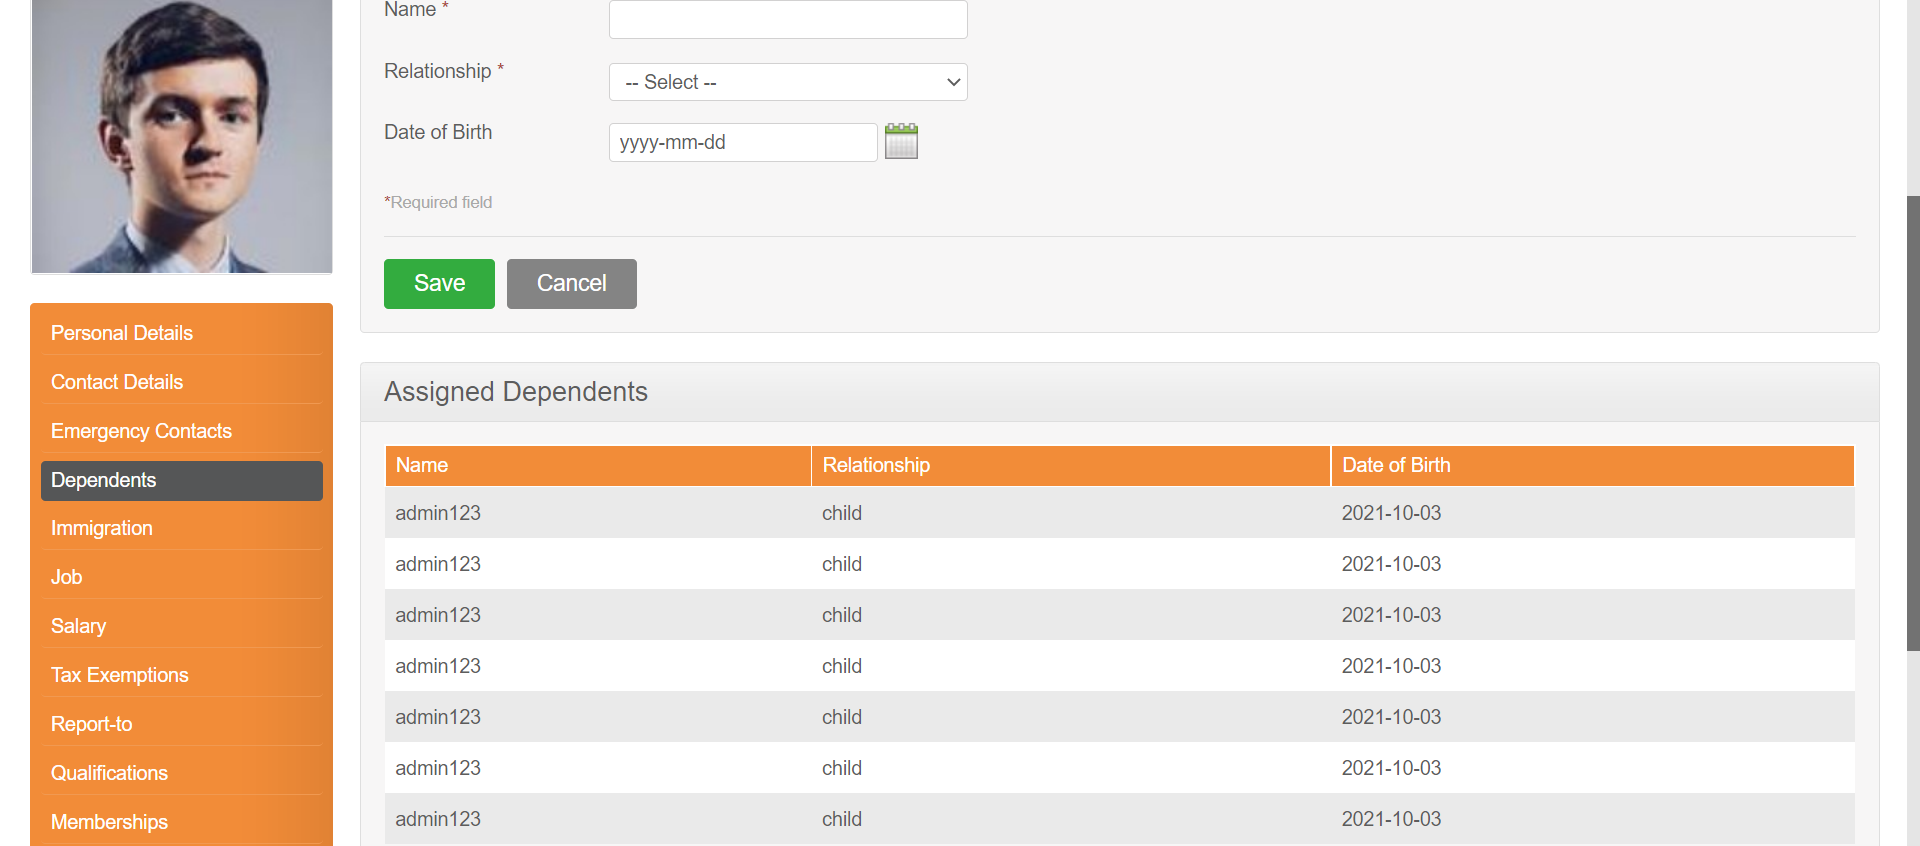 Name *
Relationship *
-- Select --
Date of Birth
yyyy-mm-dd
*Required field
Save
Cancel
Personal Details
Contact Details
Emergency Contacts
Dependents
Immigration
Job
Salary
Tax Exemptions
Report-to
Qualifications
Memberships
Assigned Dependents
Name Relationship Date of Birth
admin123 child 2021-10-03
admin123 child 2021-10-03
admin123 child 2021-10-03
admin123 child 2021-10-03
admin123 child 2021-10-03
admin123 child 2021-10-03
admin123 child 2021-10-03